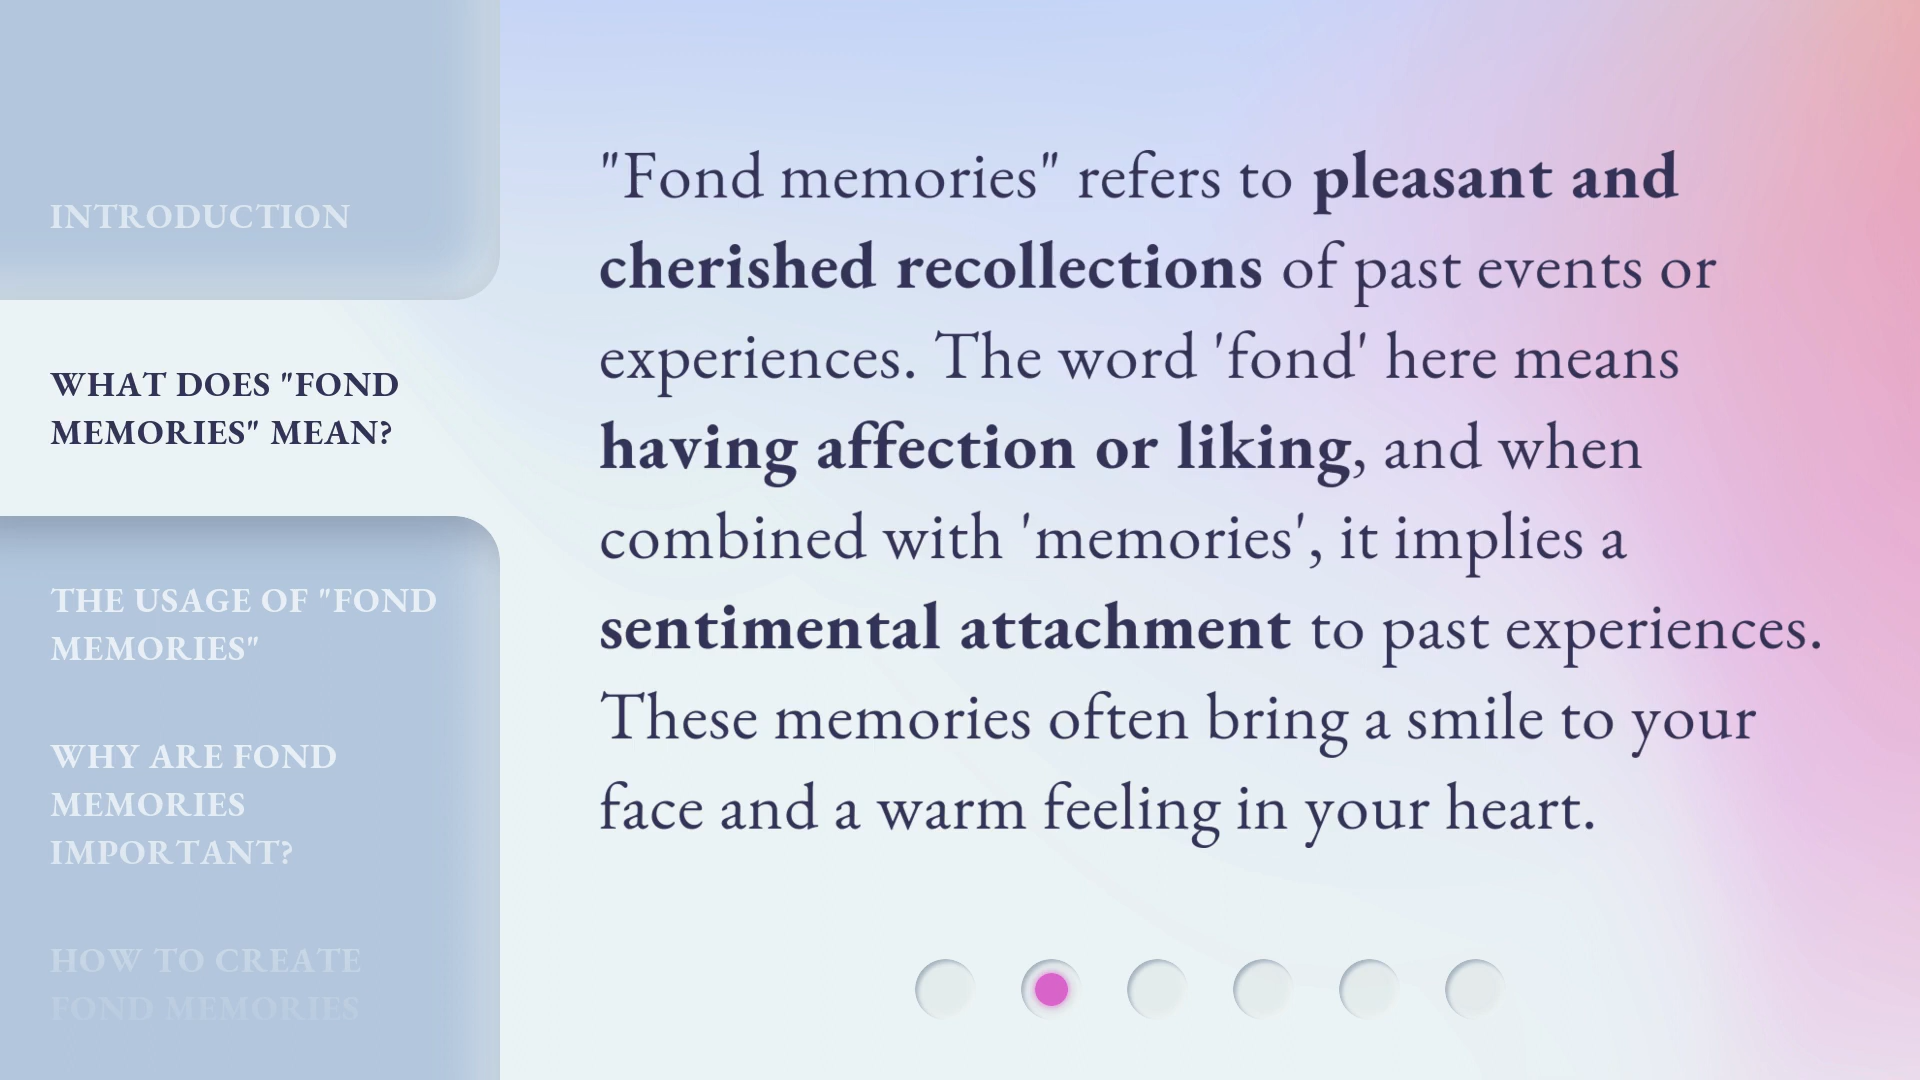 INTRODUCTION
WHAT DOES "FOND
MEMORIES" MEAN?
THE USAGE OF "FOND
MEMORIES"
WHY ARE FOND
MEMORIES
IMPORTANT?
HOW TO CREATE
FOND MEMORIES
"Fond memories" refers to pleasant and
cherished recollections of past events or
experiences. The word 'fond' here means
having affection or liking, and when
combined with 'memories', it implies a
sentimental attachment to past experiences.
These memories often bring a smile to your
face and a warm feeling in your heart.